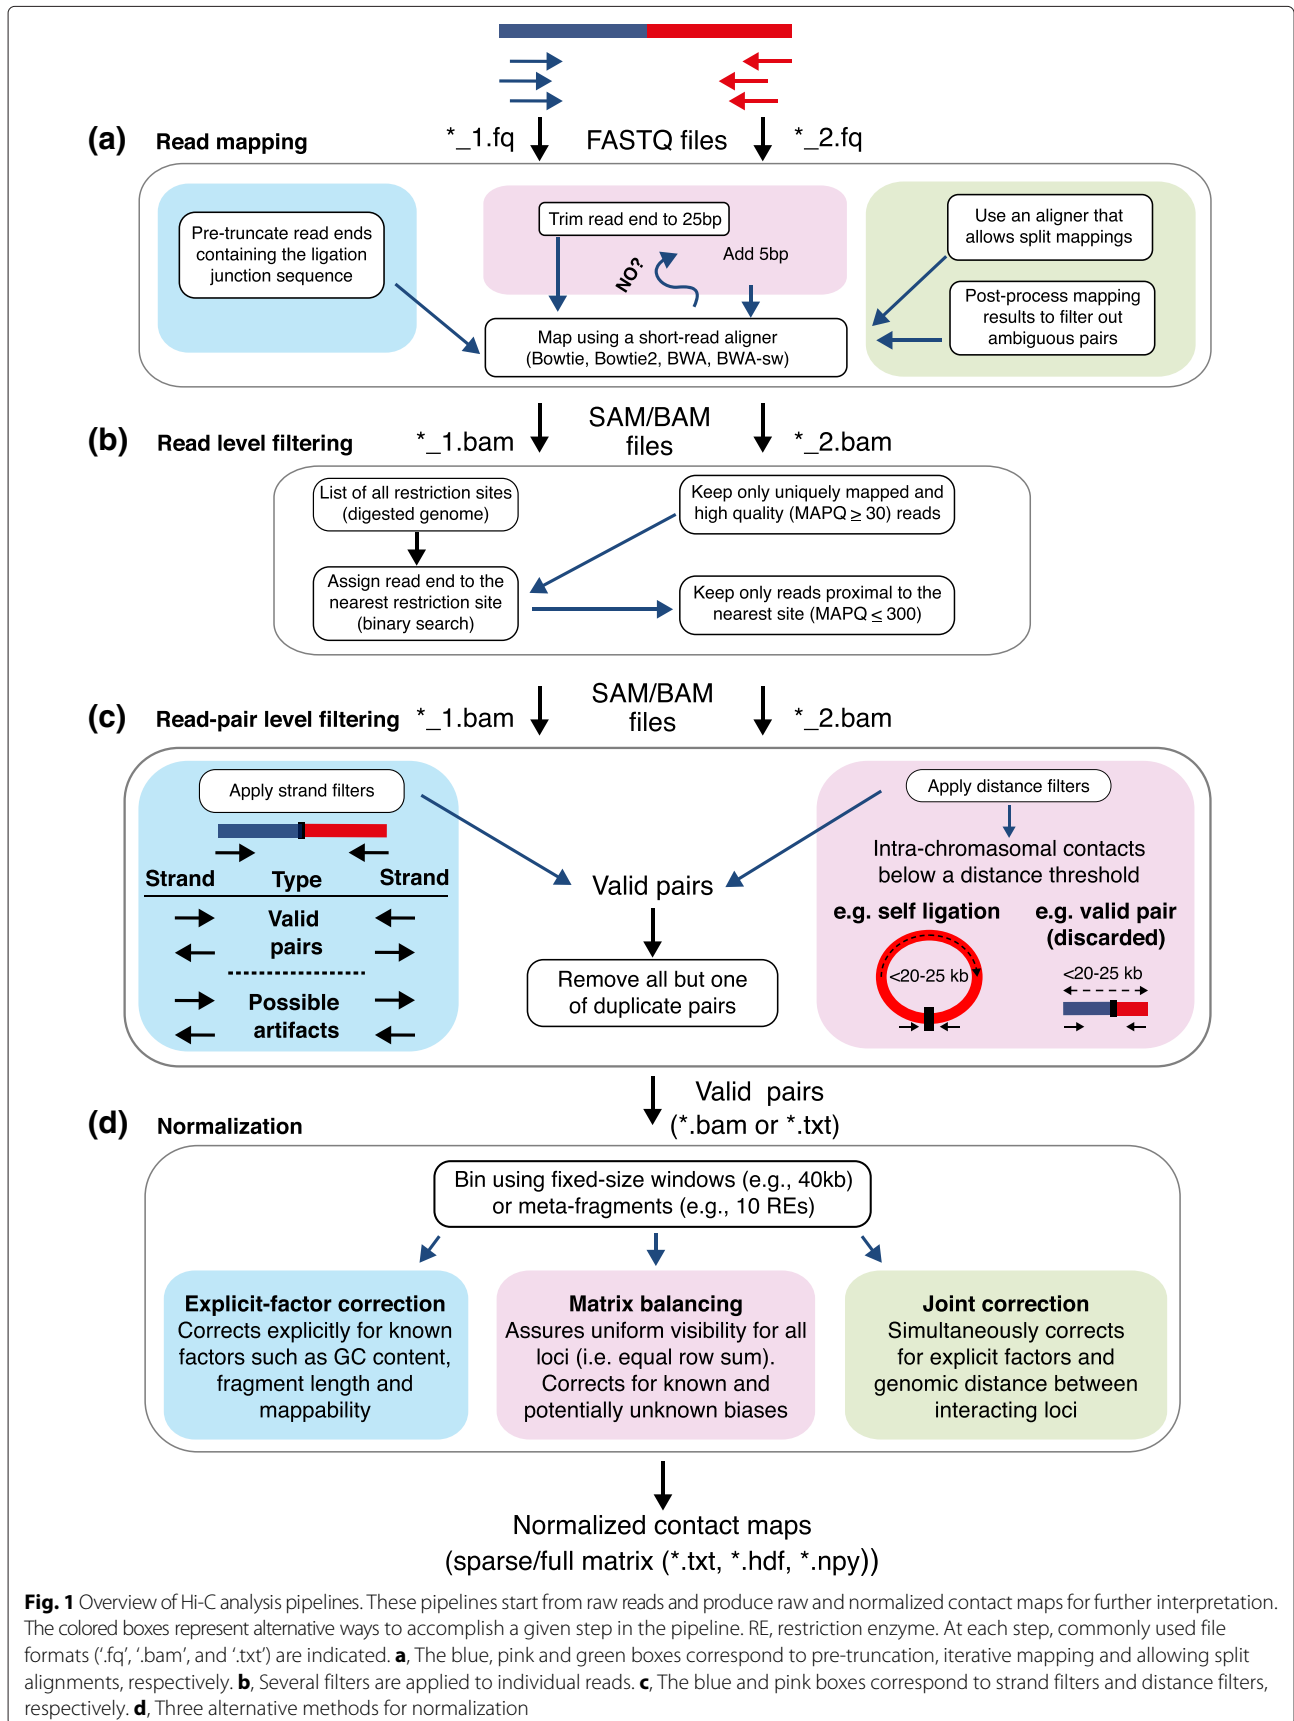 (a) Read mapping
*_1.fq FASTQ files *_2.fq
Pre-truncate read ends
containing the ligation
junction sequence
Trim read end to 25bp
NO?
Add 5bp
Map using a short-read aligner
(Bowtie, Bowtie2, BWA, BWA-sw)
Use an aligner that
allows split mappings
Post-process mapping
results to filter out
ambiguous pairs
(b) Read level filtering
*_1.bam SAM/BAM *_2.bam
files
List of all restriction sites
(digested genome)
Keep only uniquely mapped and
high quality (MAPQ ≥ 30) reads
Assign read end to the
nearest restriction site
(binary search)
Keep only reads proximal to the
nearest site (MAPQ ≤ 300)
(c) Read-pair level filtering
*_1.bam SAM/BAM *_2.bam
files
Apply strand filters
Strand Type Strand
Valid
pairs
Possible
artifacts
Valid pairs
Remove all but one
of duplicate pairs
Apply distance filters
Intra-chromasomal contacts
below a distance threshold
e.g. self ligation
<20-25 kb
e.g. valid pair
(discarded)
<20-25 kb
Valid pairs
(*.bam or *.txt)
(d) Normalization
Bin using fixed-size windows (e.g., 40kb)
or meta-fragments (e.g., 10 REs)
Explicit-factor correction
Corrects explicitly for known
factors such as GC content,
fragment length and
mappability
Matrix balancing
Assures uniform visibility for all
loci (i.e. equal row sum).
Corrects for known and
potentially unknown biases
Joint correction
Simultaneously corrects
for explicit factors and
genomic distance between
interacting loci
Normalized contact maps
(sparse/full matrix (*.txt, *.hdf, *.npy))
Fig. 1 Overview of Hi-C analysis pipelines. These pipelines start from raw reads and produce raw and normalized contact maps for further interpretation.
The colored boxes represent alternative ways to accomplish a given step in the pipeline. RE, restriction enzyme. At each step, commonly used file
formats (‘.fq’, ‘.bam’, and ‘.txt’) are indicated. a, The blue, pink and green boxes correspond to pre-truncation, iterative mapping and allowing split
alignments, respectively. b, Several filters are applied to individual reads. c, The blue and pink boxes correspond to strand filters and distance filters,
respectively. d, Three alternative methods for normalization